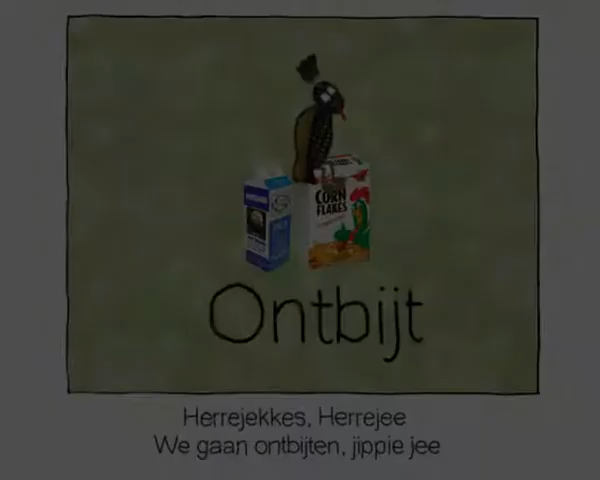 CORN
FLAKES
Ontbijt
Herrejekkes, Herrejee
We gaan ontbijten, jippie jee